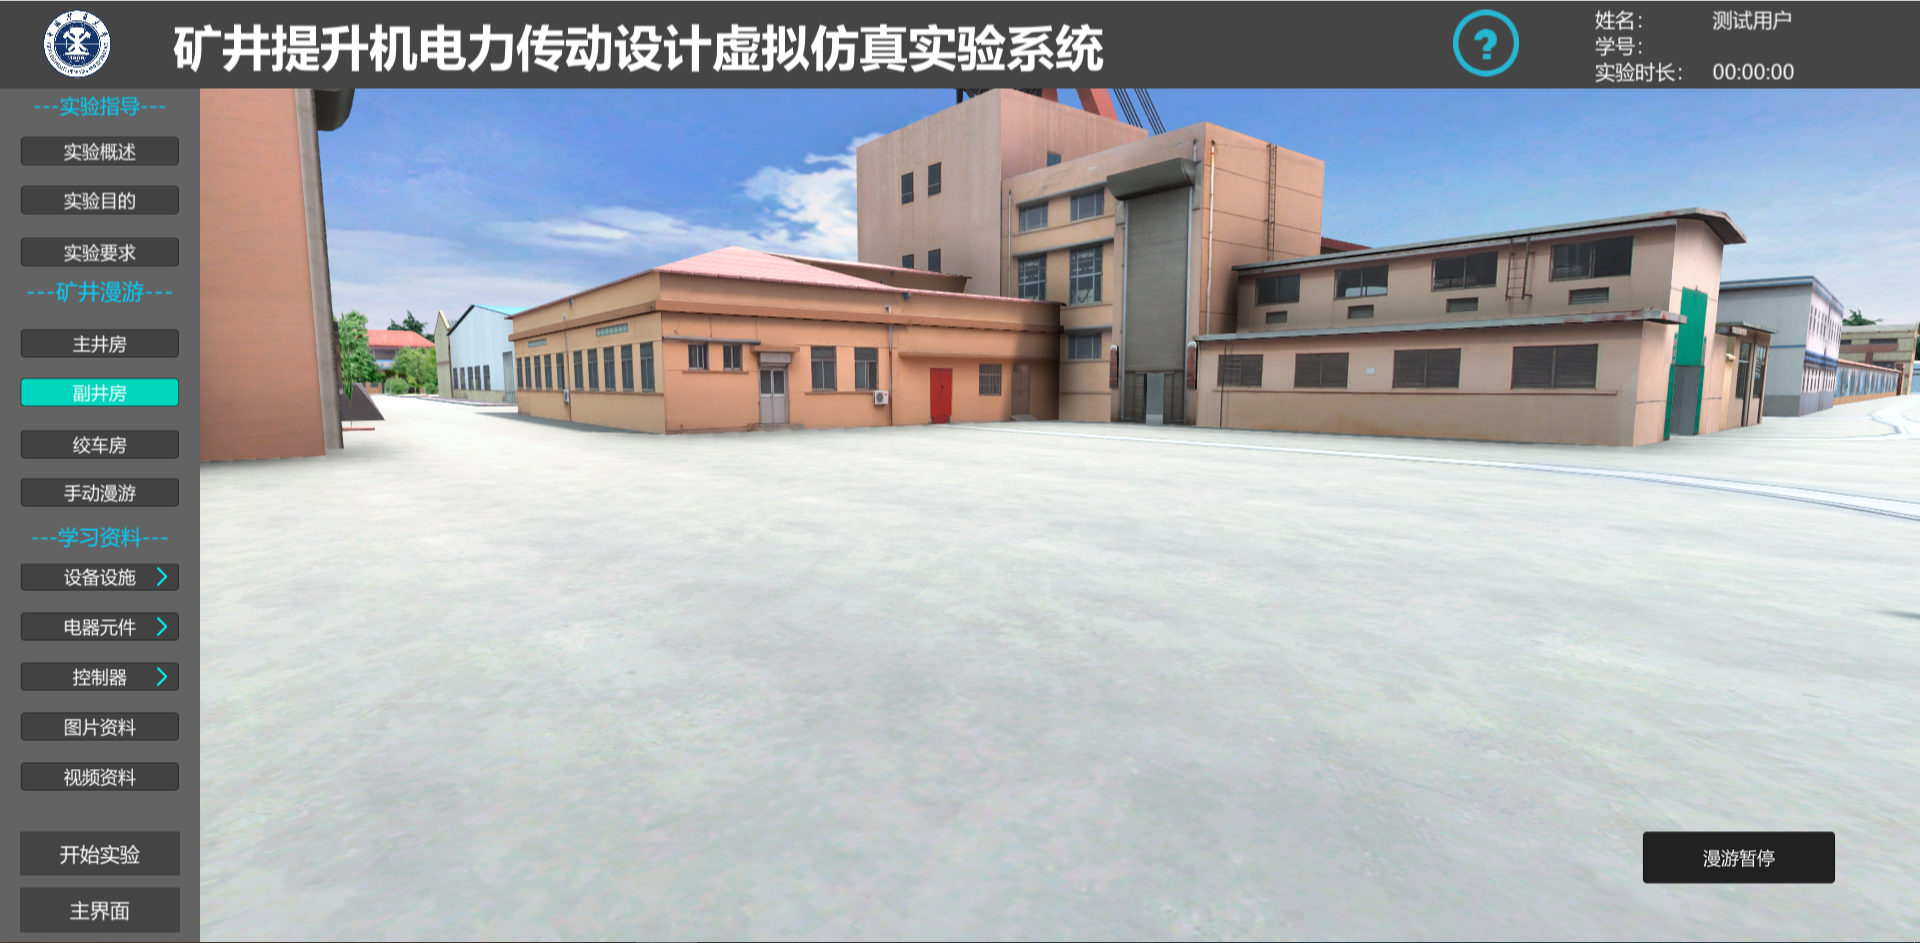 矿井提升机电力传动设计虚拟仿真实验系统
?
姓名: 测试用户
学号:
实验时长: 00:00:00
---实验指导---
实验概述
实验目的
实验要求
---矿井漫游---
主井房
副井房
绞车房
手动漫游
---学习资料---
设备设施
电器元件
控制器
图片资料
视频资料
开始实验
主界面
漫游暂停